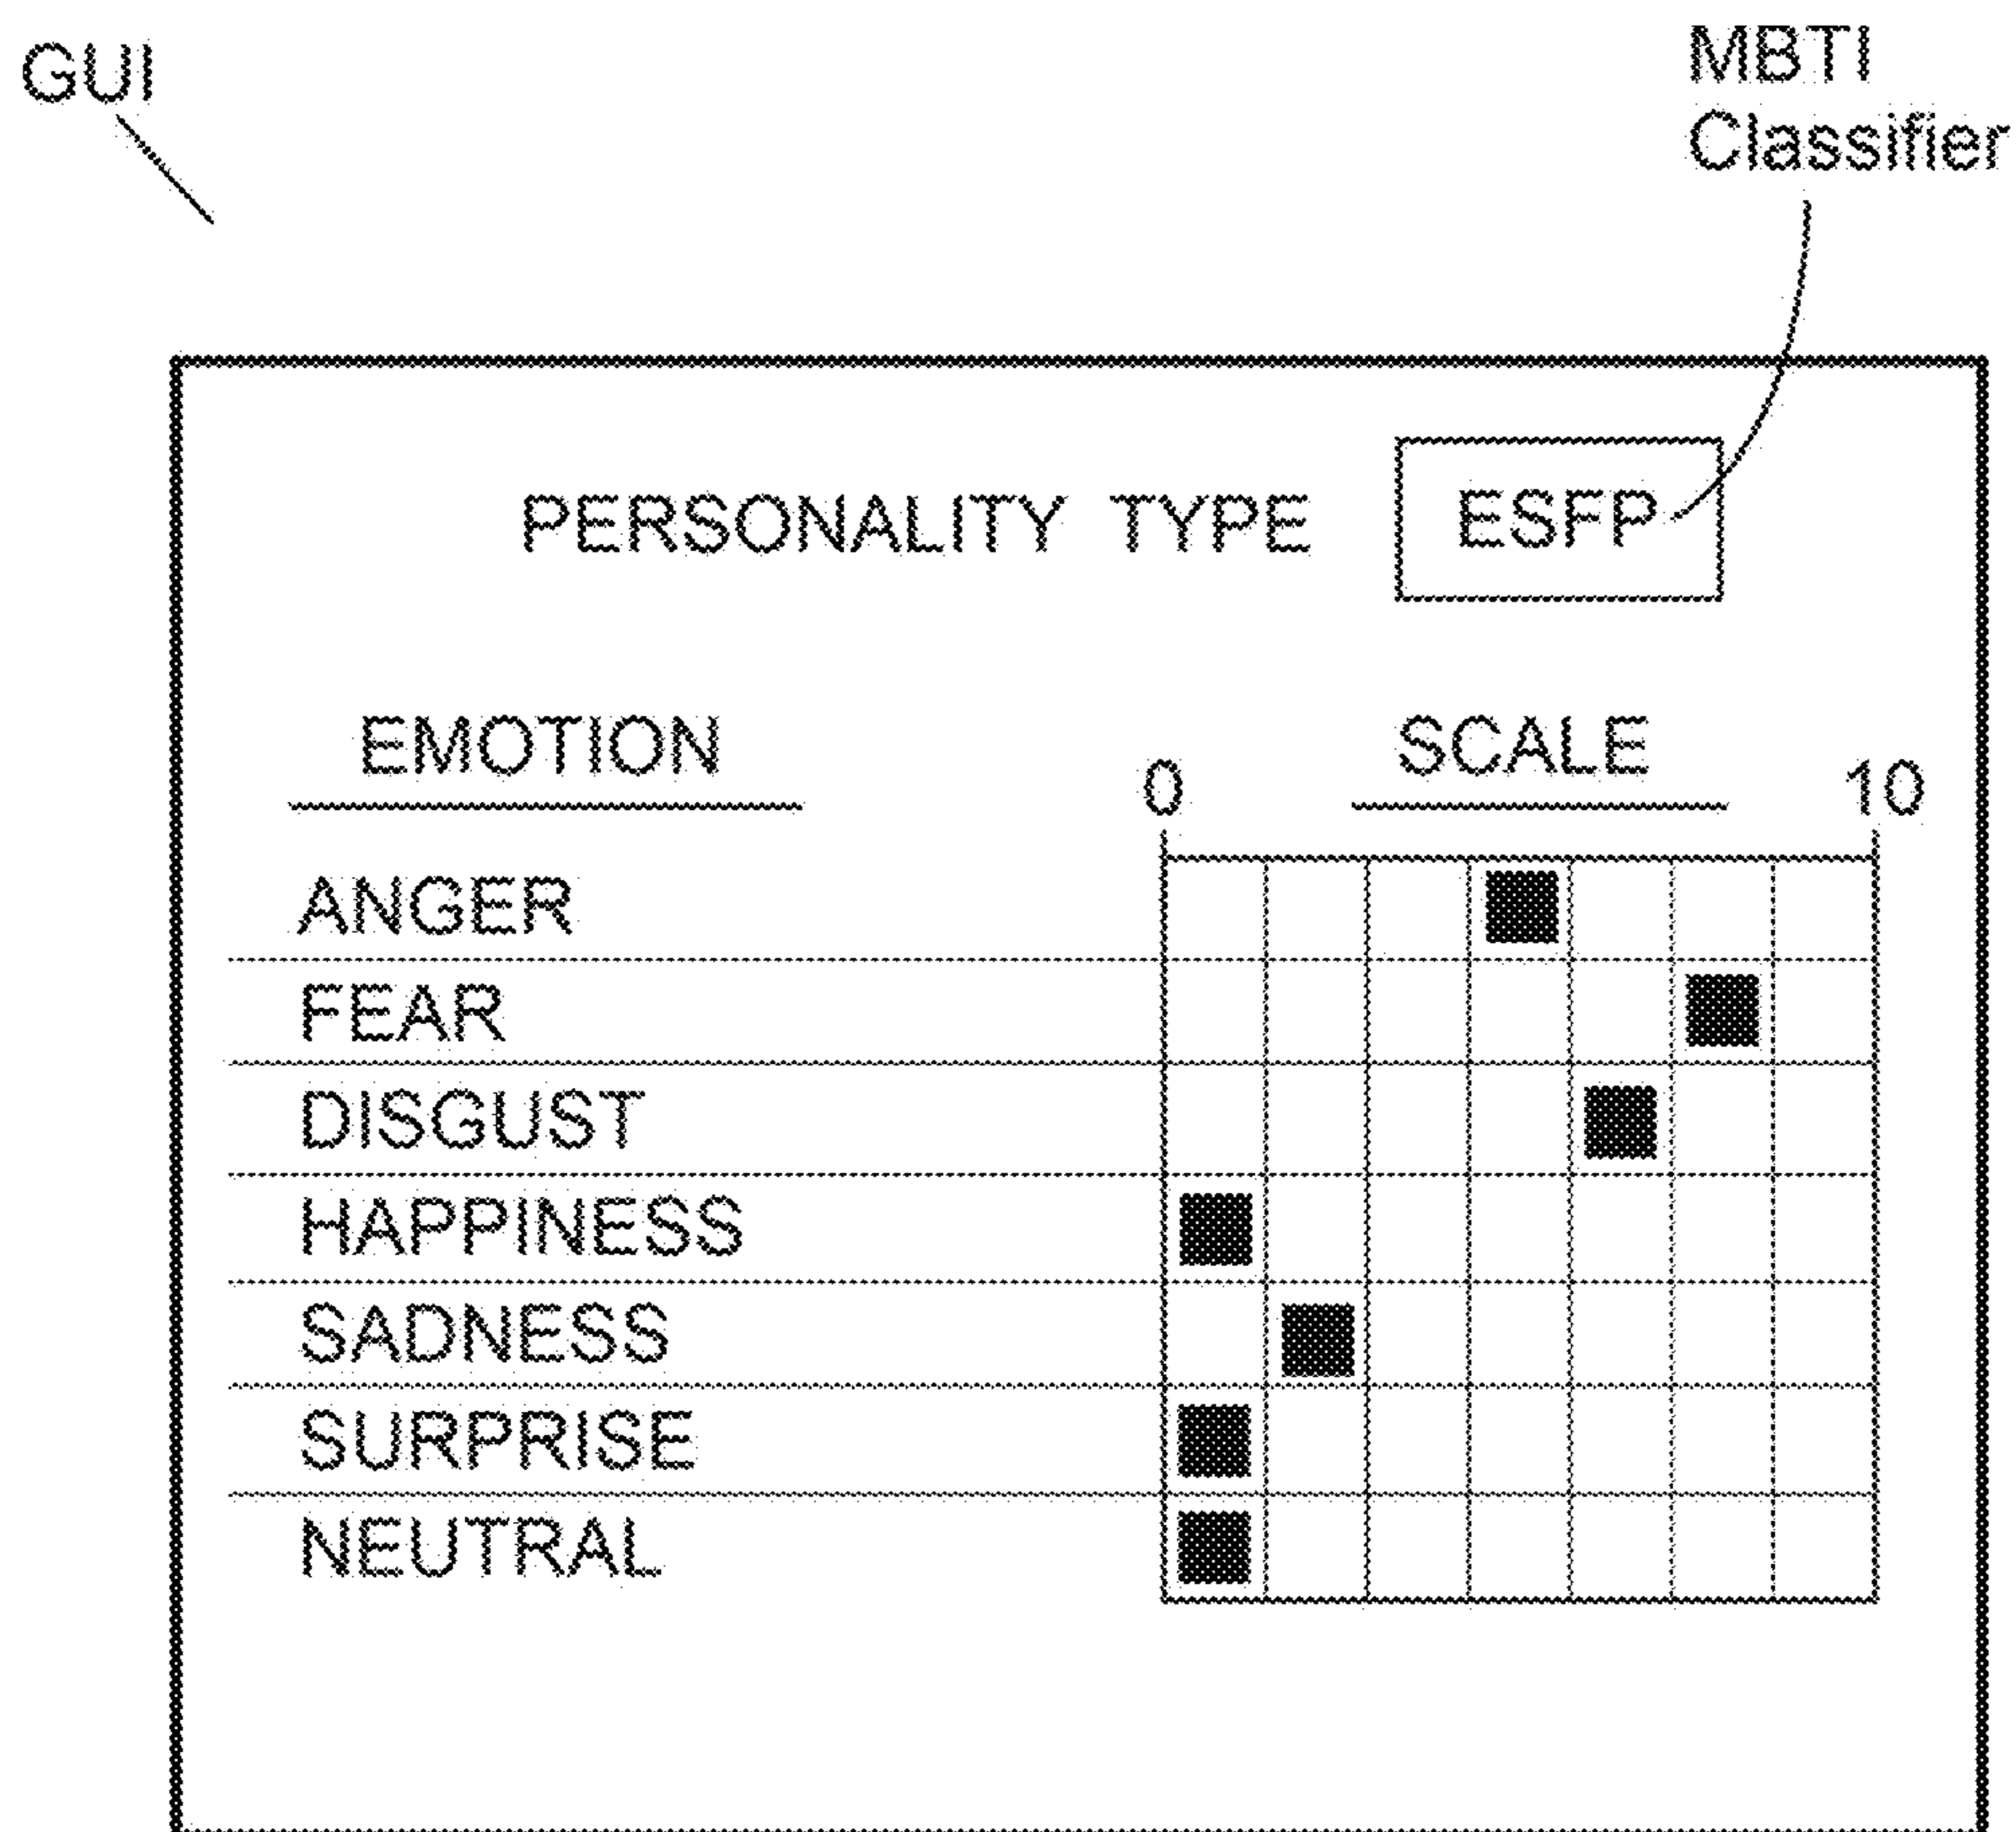 GUI
MBTI
Classifier
PERSONALITY TYPE ESFP
EMOTION SCALE
0 10
ANGER
FEAR
DISGUST
HAPPINESS
SADNESS
SURPRISE
NEUTRAL